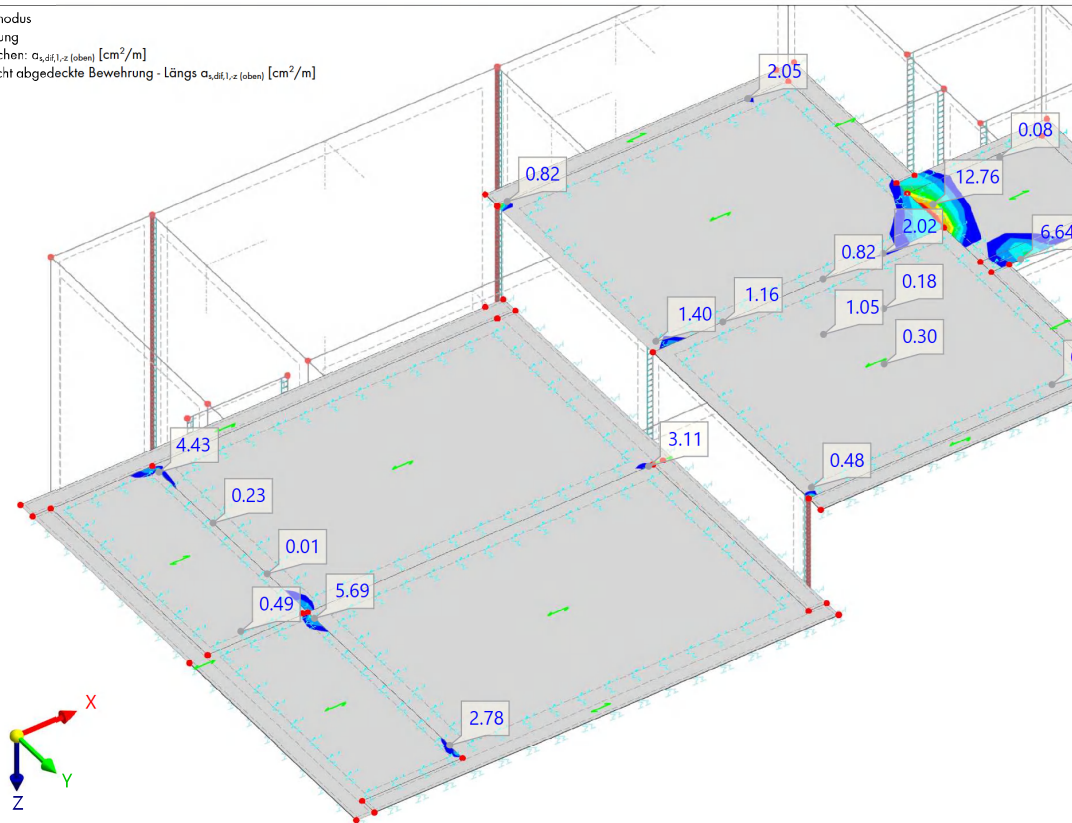 nodus
ung
chen: as,dif,1,-z (oben) [cm²/m]
cht abgedeckte Bewehrung - Längs as,dif,1,-z (oben) [cm²/m]
2.05
0.08
0.82
12.76
2.02
6.64
0.82
0.18
1.16
1.05
1.40
0.30
3.11
4.43
0.48
0.23
0.01
5.69
0.49
2.78
X
Y
Z